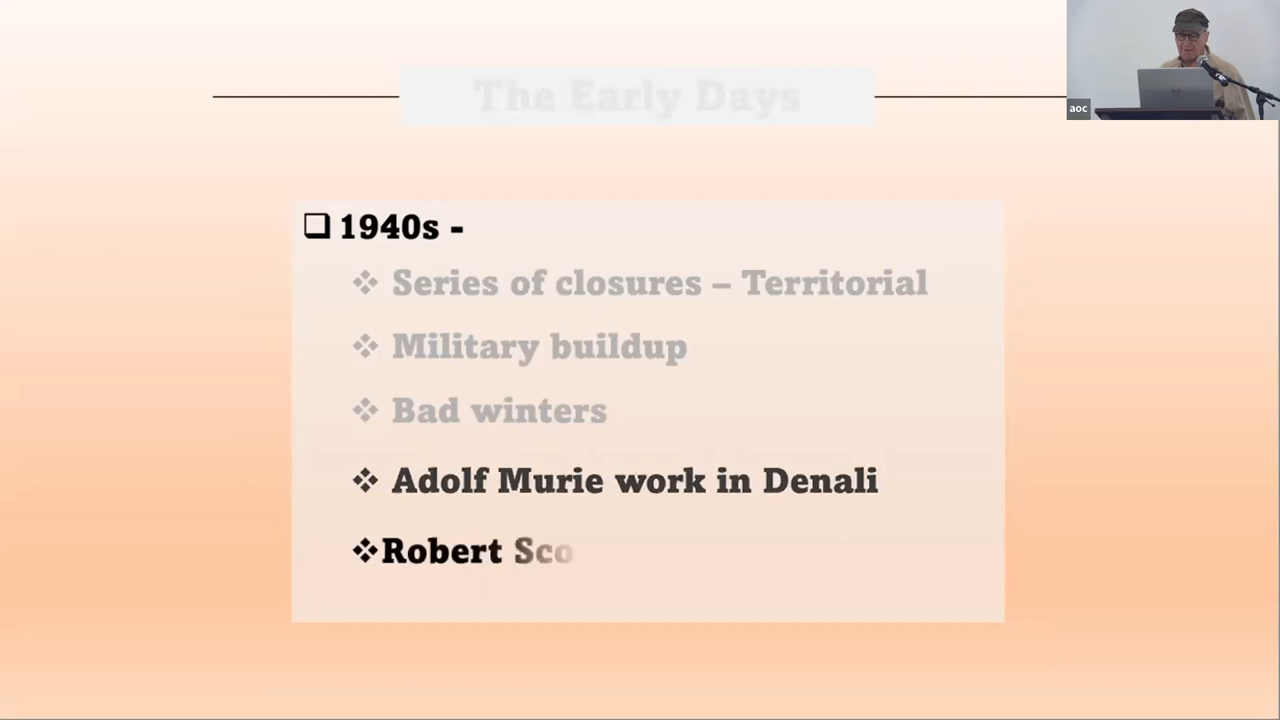 The Early Days
aoc
1940s -
Series of closures – Territorial
Military buildup
Bad winters
Adolf Murie work in Denali
Robert Sco